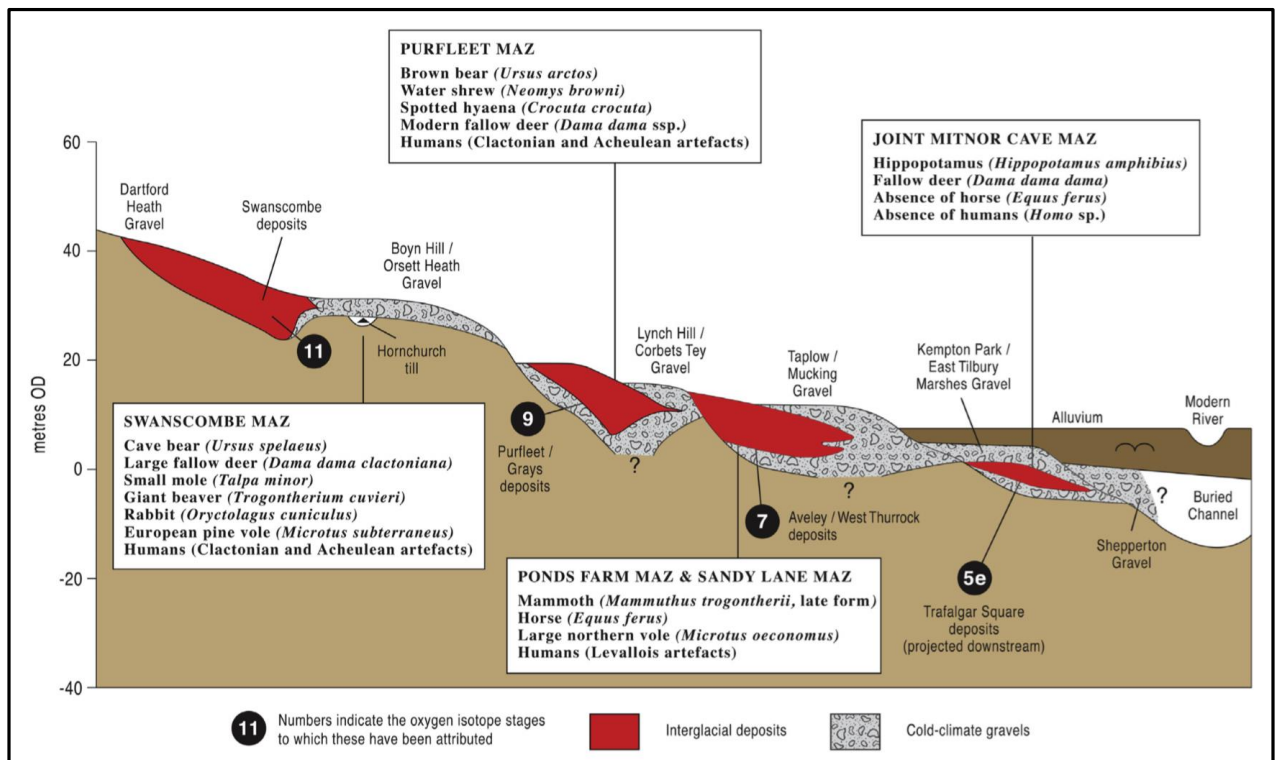 PURFLEET MAZ
Brown bear (Ursus arctos)
Water shrew (Neomys browni)
Spotted hyaena (Crocuta crocuta)
Modern fallow deer (Dama dama ssp.)
Humans (Clactonian and Acheulean artefacts)
JOINT MITNOR CAVE MAZ
Hippopotamus (Hippopotamus amphibius)
Fallow deer (Dama dama dama)
Absence of horse (Equus ferus)
Absence of humans (Homo sp.)
60
40
20
0
-20
-40
metres OD
Dartford
Heath
Gravel
Swanscombe
deposits
Boyn Hill /
Orsett Heath
Gravel
11
Hornchurch
till
Lynch Hill /
Corbets Tey
Gravel
Taplow /
Mucking
Gravel
Kempton Park /
East Tilbury
Marshes Gravel
Alluvium
Modern
River
9
Purfleet /
Grays
deposits
?
7
Aveley / West Thurrock
deposits
?
5e
Trafalgar Square
deposits
(projected downstream)
Shepperton
Gravel
?
Buried
Channel
SWANSCOMBE MAZ
Cave bear (Ursus spelaeus)
Large fallow deer (Dama dama clactoniana)
Small mole (Talpa minor)
Giant beaver (Trogontherium cuvieri)
Rabbit (Oryctolagus cuniculus)
European pine vole (Microtus subterraneus)
Humans (Clactonian and Acheulean artefacts)
PONDS FARM MAZ & SANDY LANE MAZ
Mammoth (Mammuthus trogontherii, late form)
Horse (Equus ferus)
Large northern vole (Microtus oeconomus)
Humans (Levallois artefacts)
11
Numbers indicate the oxygen isotope stages
to which these have been attributed
Interglacial deposits
Cold-climate gravels